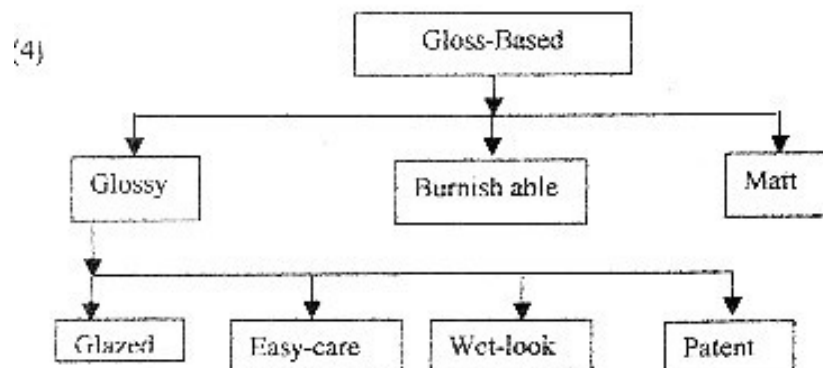 Gloss-Based
(4)
Glossy
Burnish able
Matt
Glazed
Easy-care
Wet-look
Patent